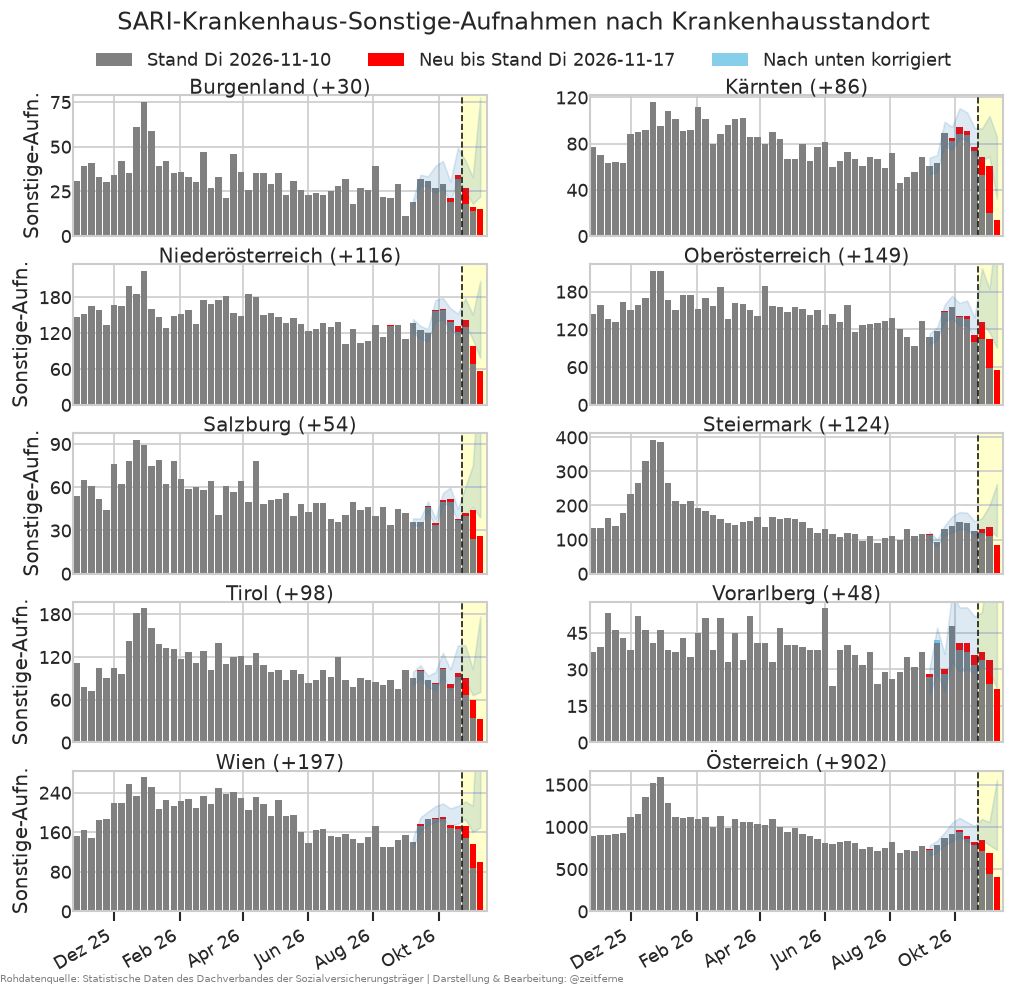 SARI-Krankenhaus-Sonstige-Aufnahmen nach Krankenhausstandort
Stand Di 2026-11-10 Neu bis Stand Di 2026-11-17 Nach unten korrigiert
Burgenland (+30) Kärnten (+86)
Sonstige-Aufn.
75
50
25
0
120
80
40
0
Niederösterreich (+116) Oberösterreich (+149)
Sonstige-Aufn.
180
120
60
0
180
120
60
0
Salzburg (+54) Steiermark (+124)
Sonstige-Aufn.
90
60
30
0
400
300
200
100
0
Tirol (+98) Vorarlberg (+48)
Sonstige-Aufn.
180
120
60
0
45
30
15
0
Wien (+197) Österreich (+902)
Sonstige-Aufn.
240
160
80
0
1500
1000
500
0
Dez 25 Feb 26 Apr 26 Jun 26 Aug 26 Okt 26 Dez 25 Feb 26 Apr 26 Jun 26 Aug 26 Okt 26
Rohdatenquelle: Statistische Daten des Dachverbandes der Sozialversicherungsträger | Darstellung & Bearbeitung: @zeitferne